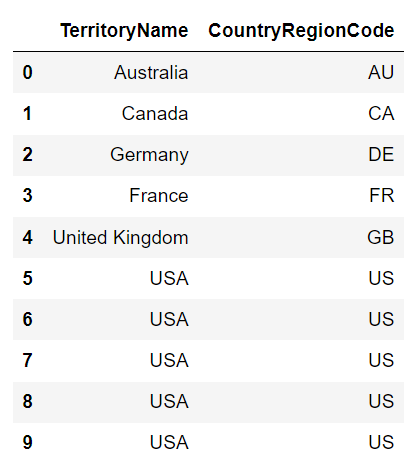 TerritoryName CountryRegionCode
0 Australia AU
1 Canada CA
2 Germany DE
3 France FR
4 United Kingdom GB
5 USA US
6 USA US
7 USA US
8 USA US
9 USA US